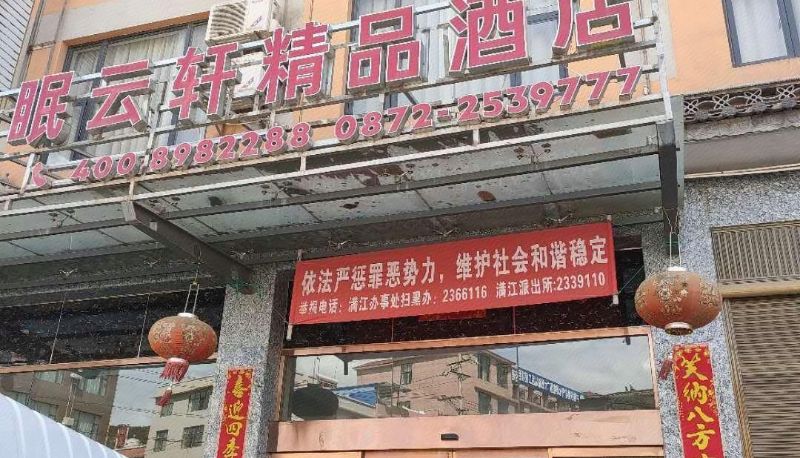 眠云轩精品酒店
400-8982288 0872-2539777
依法严惩罪恶势力，维护社会和谐稳定
举报电话：满江办事处扫黑办：2366116 满江派出所:2339110
喜迎四季
笑纳八方